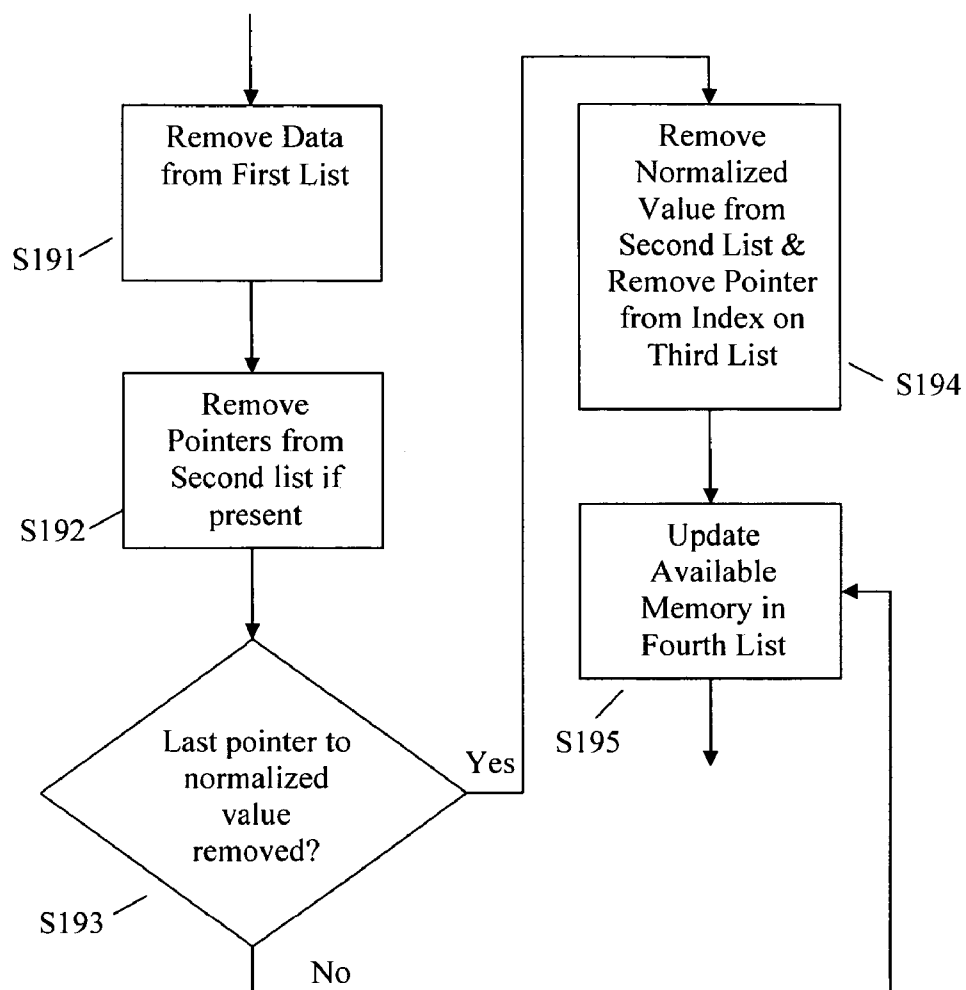 Remove Data
from First List
S191
Remove
Pointers from
Second list if
present
S192
Last pointer to
normalized
value
removed?
S193
Yes
No
Remove
Normalized
Value from
Second List &
Remove Pointer
from Index on
Third List
S194
Update
Available
Memory in
Fourth List
S195